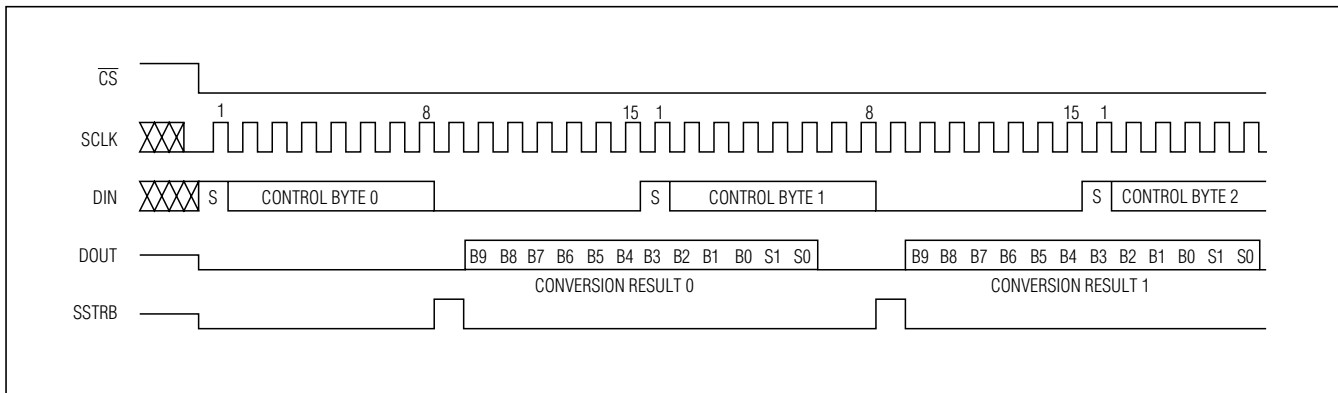 CS
1 8 15 1 8 15 1
SCLK
DIN S CONTROL BYTE 0 S CONTROL BYTE 1 S CONTROL BYTE 2
DOUT B9 B8 B7 B6 B5 B4 B3 B2 B1 B0 S1 S0 B9 B8 B7 B6 B5 B4 B3 B2 B1 B0 S1 S0
CONVERSION RESULT 0 CONVERSION RESULT 1
SSTRB